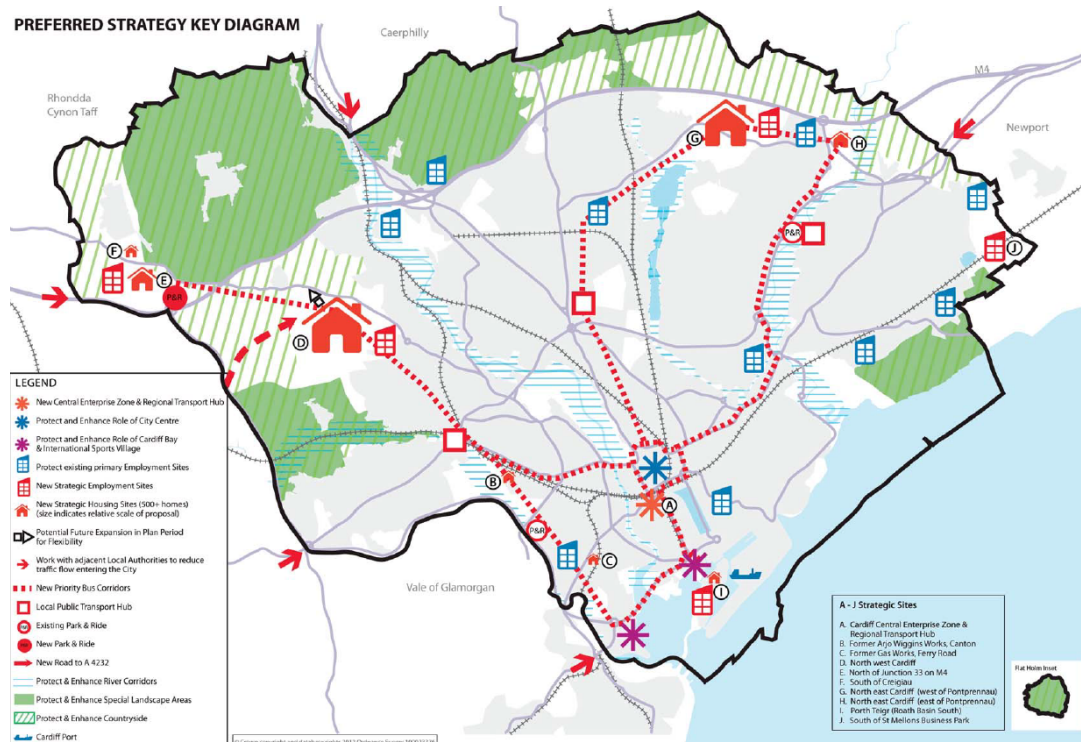 PREFERRED STRATEGY KEY DIAGRAM
Caerphilly
Rhondda
Cynon Taff
M4
Newport
G
H
P&R
J
F
E
P&R
D
B
A
P&R
C
I
Vale of Glamorgan
LEGEND
New Central Enterprise Zone & Regional Transport Hub
Protect and Enhance Role of City Centre
Protect and Enhance Role of Cardiff Bay
& International Sports Village
Protect existing primary Employment Sites
New Strategic Employment Sites
New Strategic Housing Sites (500+ homes)
(size indicates relative scale of proposal)
Potential Future Expansion in Plan Period
for Flexibility
Work with adjacent Local Authorities to reduce
traffic flow entering the City
New Priority Bus Corridors
Local Public Transport Hub
Existing Park & Ride
New Park & Ride
New Road to A 4232
Protect & Enhance River Corridors
Protect & Enhance Special Landscape Areas
Protect & Enhance Countryside
Cardiff Port
A - J Strategic Sites
A. Cardiff Central Enterprise Zone &
Regional Transport Hub
B. Former Arjo Wiggins Works, Canton
C. Former Gas Works, Ferry Road
D. North west Cardiff
E. North of Junction 33 on M4
F. South of Creigiau
G. North east Cardiff (west of Pontprennau)
H. North east Cardiff (east of Pontprennau)
I. Porth Teigr (Roath Basin South)
J. South of St Mellons Business Park
Flat Holm Inset